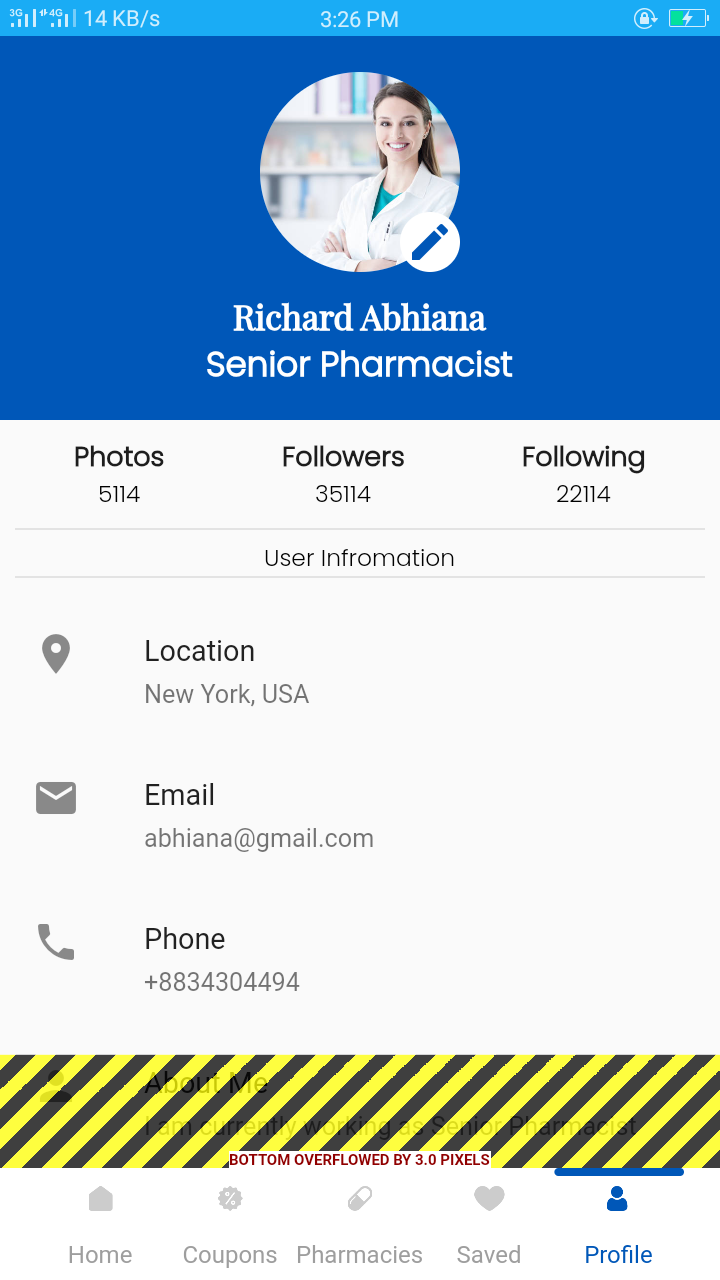 3G 4G 14 KB/s 3:26 PM
Richard Abhiana
Senior Pharmacist
Photos Followers Following
5114 35114 22114
User Infromation
Location
New York, USA
Email
abhiana@gmail.com
Phone
+8834304494
About Me
I am currently working as Senior Pharmacist
BOTTOM OVERFLOWED BY 3.0 PIXELS
Home Coupons Pharmacies Saved Profile